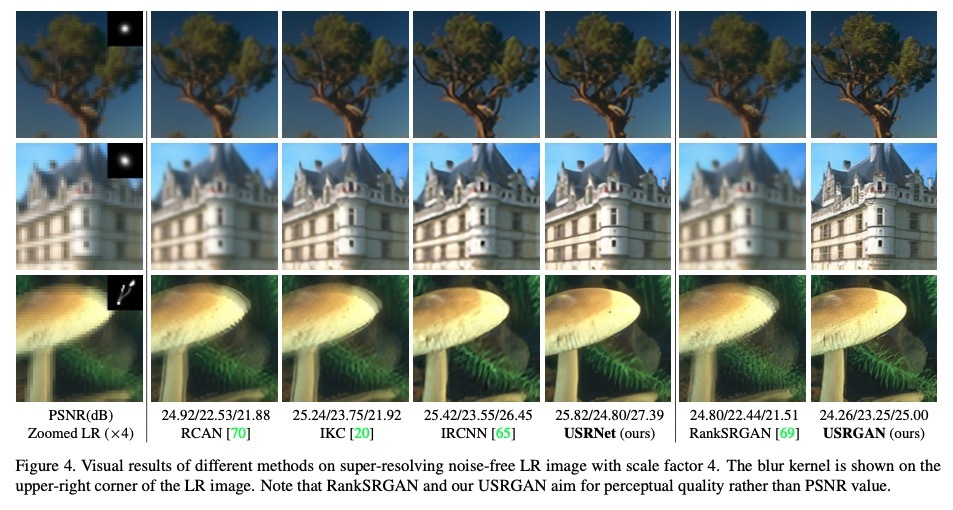 PSNR(dB) 24.92/22.53/21.88 25.24/23.75/21.92 25.42/23.55/26.45 25.82/24.80/27.39 24.80/22.44/21.51 24.26/23.25/25.00
Zoomed LR (×4) RCAN [70] IKC [20] IRCNN [65] USRNet (ours) RankSRGAN [69] USRGAN (ours)
Figure 4. Visual results of different methods on super-resolving noise-free LR image with scale factor 4. The blur kernel is shown on the
upper-right corner of the LR image. Note that RankSRGAN and our USRGAN aim for perceptual quality rather than PSNR value.